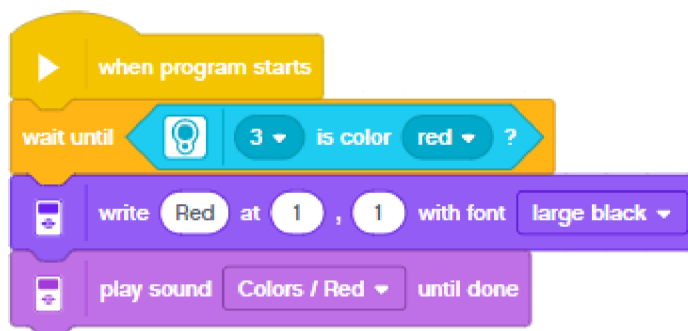 when program starts
wait until 3 is color red ?
write Red at 1 , 1 with font large black
play sound Colors / Red until done